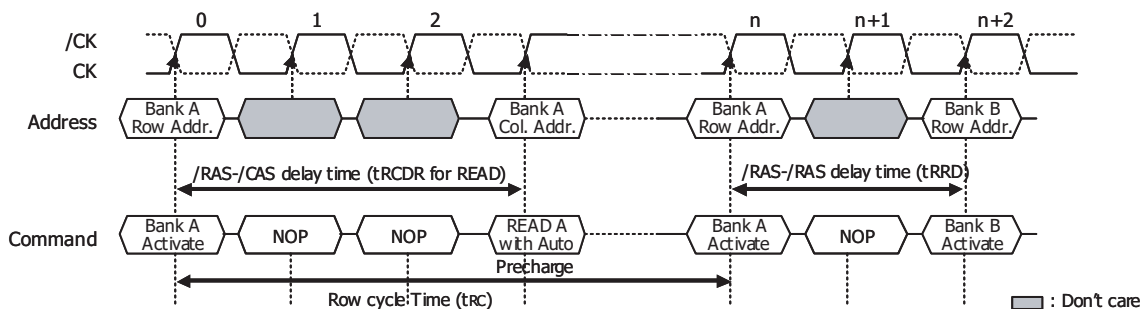 0 1 2 n n+1 n+2
/CK
CK
Address
Bank A
Row Addr.
Bank A
Col. Addr.
Bank A
Row Addr.
Bank B
Row Addr.
/RAS-/CAS delay time (tRCDR for READ)
/RAS-/RAS delay time (tRRD)
Command
Bank A
Activate
NOP
NOP
READ A
with Auto
Precharge
Bank A
Activate
NOP
Bank B
Activate
Row cycle Time (tRC)
: Don't care